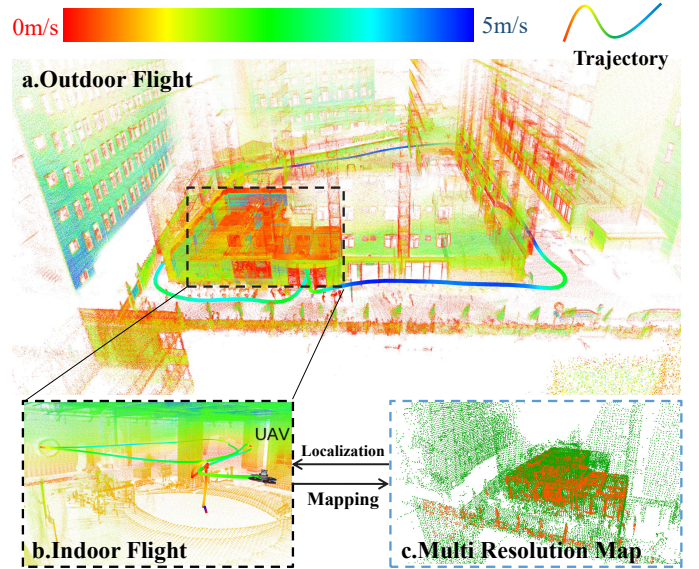 0m/s
5m/s
Trajectory
a.Outdoor Flight
UAV
Localization
Mapping
b.Indoor Flight
c.Multi Resolution Map